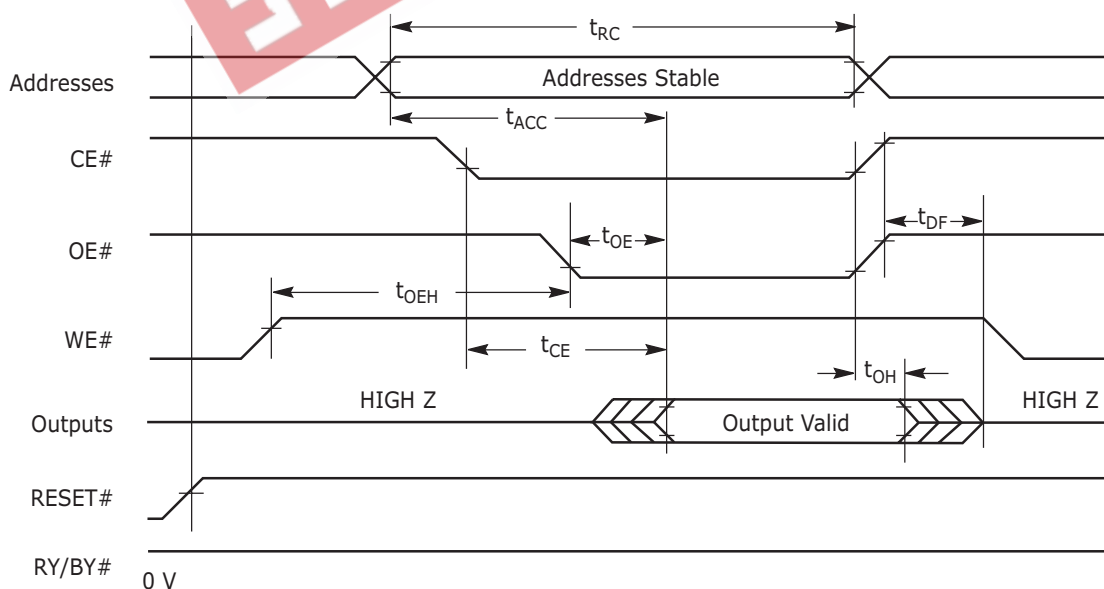 tRC
Addresses
Addresses Stable
tACC
CE#
tDF
OE#
tOE
tOEH
WE#
tCE
tOH
HIGH Z
HIGH Z
Outputs
Output Valid
RESET#
RY/BY#
0 V